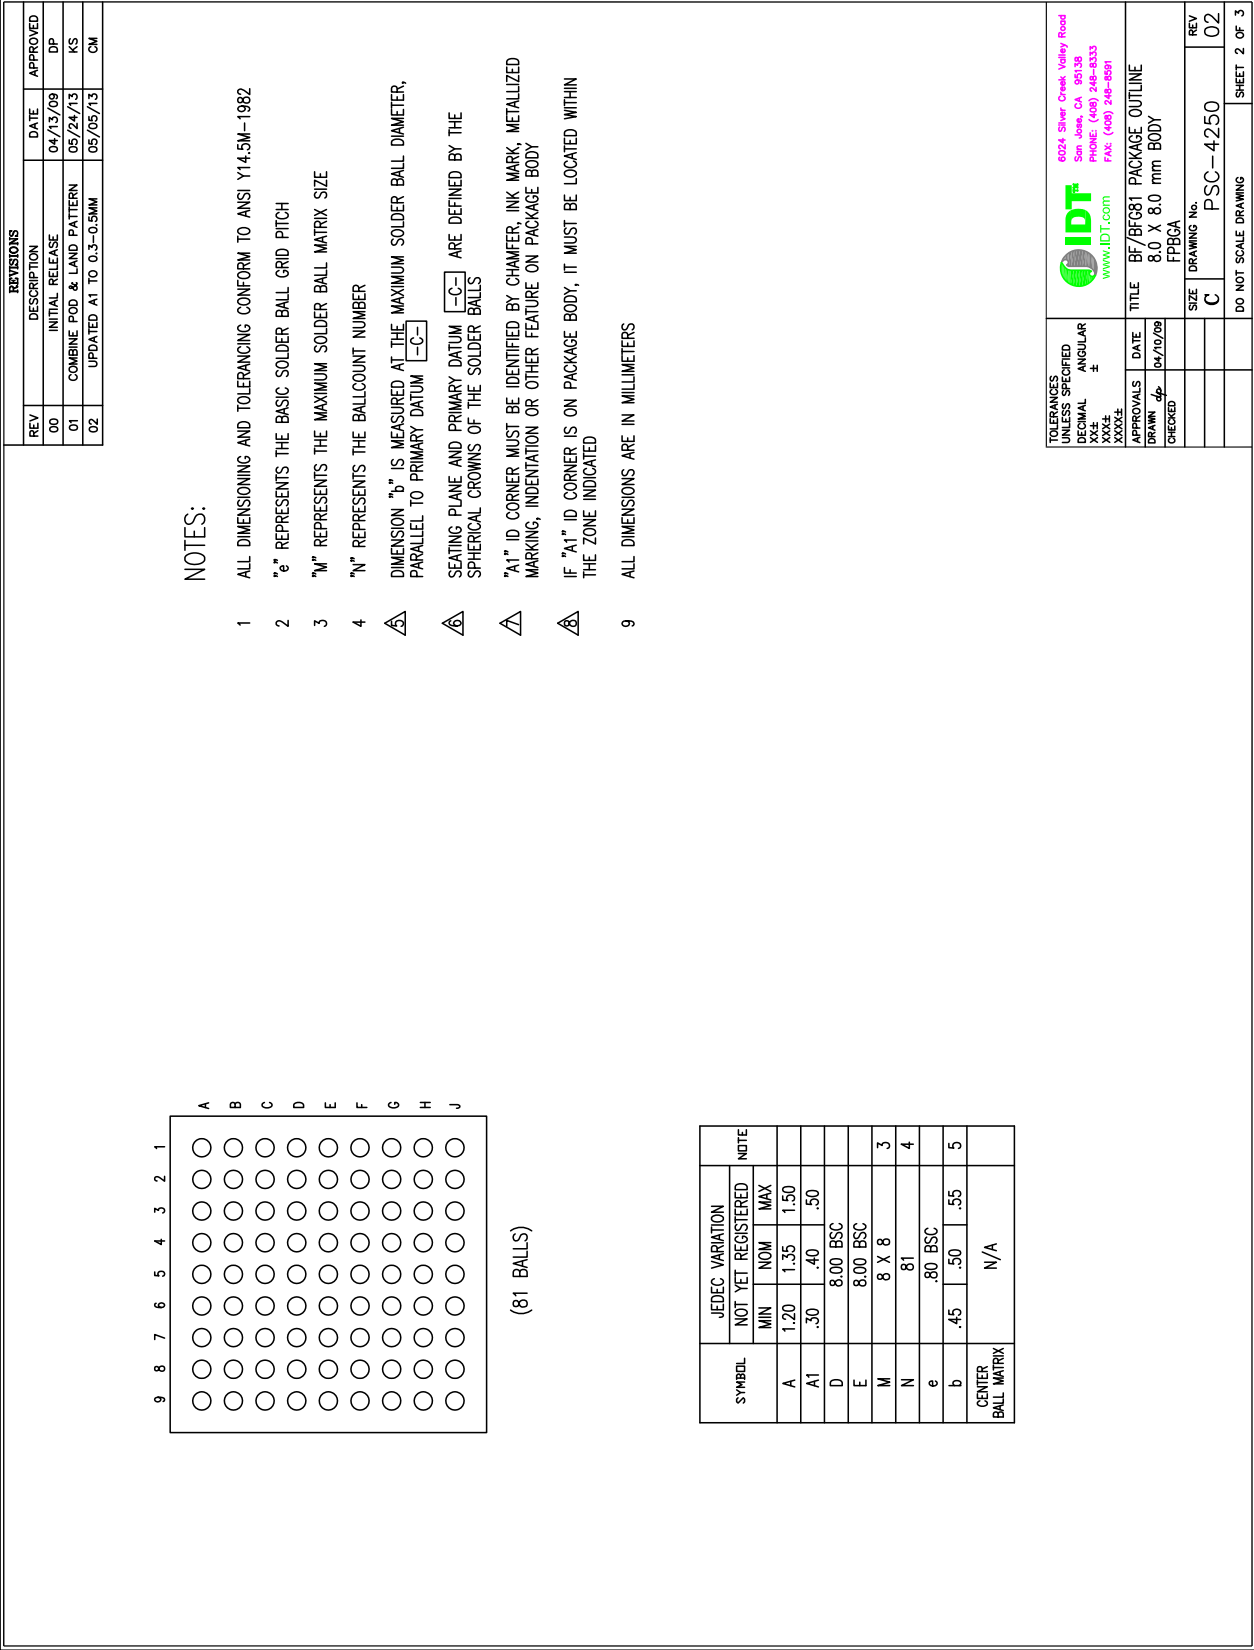 REVISIONS
REV DESCRIPTION DATE APPROVED
00 INITIAL RELEASE 04/13/09 DP
01 COMBINE POD & LAND PATTERN 05/24/13 KS
02 UPDATED A1 TO 0.3-0.5MM 05/05/13 CM
NOTES:
1 ALL DIMENSIONING AND TOLERANCING CONFORM TO ANSI Y14.5M-1982
2 "e" REPRESENTS THE BASIC SOLDER BALL GRID PITCH
3 "M" REPRESENTS THE MAXIMUM SOLDER BALL MATRIX SIZE
4 "N" REPRESENTS THE BALLCOUNT NUMBER
5 DIMENSION "b" IS MEASURED AT THE MAXIMUM SOLDER BALL DIAMETER,
PARALLEL TO PRIMARY DATUM -C-
6 SEATING PLANE AND PRIMARY DATUM -C- ARE DEFINED BY THE
SPHERICAL CROWNS OF THE SOLDER BALLS
7 "A1" ID CORNER MUST BE IDENTIFIED BY CHAMFER, INK MARK, METALLIZED
MARKING, INDENTATION OR OTHER FEATURE ON PACKAGE BODY
8 IF "A1" ID CORNER IS ON PACKAGE BODY, IT MUST BE LOCATED WITHIN
THE ZONE INDICATED
9 ALL DIMENSIONS ARE IN MILLIMETERS
9 8 7 6 5 4 3 2 1
A
B
C
D
E
F
G
H
J
(81 BALLS)
SYMBOL JEDEC VARIATION NOTE
NOT YET REGISTERED
MIN NOM MAX
A 1.20 1.35 1.50
A1 .30 .40 .50
D 8.00 BSC
E 8.00 BSC
M 8 X 8 3
N 81 4
e .80 BSC
b .45 .50 .55 5
CENTER
BALL MATRIX N/A
TOLERANCES
UNLESS SPECIFIED
DECIMAL ANGULAR
XX± ±
XXX±
XXXX±
APPROVALS DATE
DRAWN dp 04/10/09
CHECKED
IDT™
www.IDT.com
6024 Silver Creek Valley Road
San Jose, CA 95138
PHONE: (408) 248-8333
FAX: (408) 248-8591
TITLE BF/BFG81 PACKAGE OUTLINE
8.0 X 8.0 mm BODY
FPBGA
SIZE DRAWING No. REV
C PSC-4250 02
DO NOT SCALE DRAWING SHEET 2 OF 3